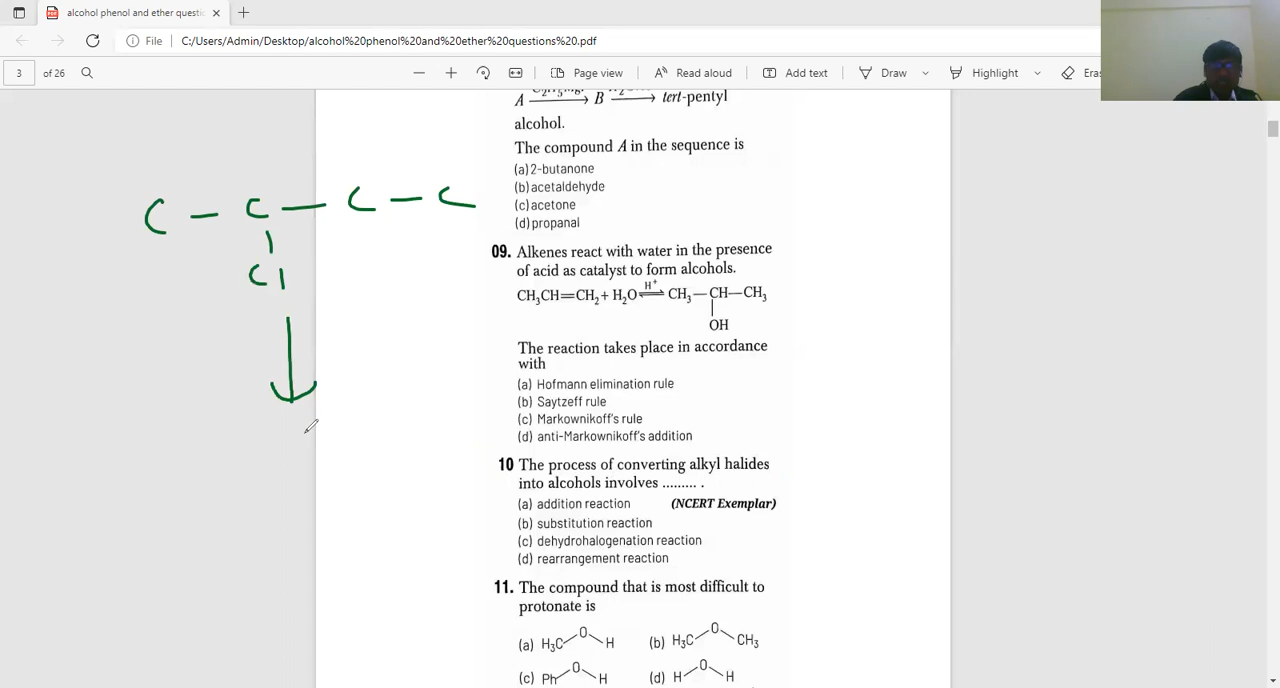 alcohol phenol and ether questi
File C:/Users/Admin/Desktop/alcohol%20phenol%20and%20ether%20questions%20.pdf
3 of 26 Page view Read aloud Add text Draw Highlight Eras
A → B → tert-pentyl
alcohol.
The compound A in the sequence is
(a) 2-butanone
(b) acetaldehyde
(c) acetone
(d) propanal
C – C – C – C
Cl
09. Alkenes react with water in the presence
of acid as catalyst to form alcohols.
CH₃CH=CH₂ + H₂O ⇌ H⁺ CH₃—CH—CH₃
OH
The reaction takes place in accordance
with
(a) Hofmann elimination rule
(b) Saytzeff rule
(c) Markownikoff's rule
(d) anti-Markownikoff's addition
10 The process of converting alkyl halides
into alcohols involves ......... .
(a) addition reaction (NCERT Exemplar)
(b) substitution reaction
(c) dehydrohalogenation reaction
(d) rearrangement reaction
11. The compound that is most difficult to
protonate is
(a) H₃C O H (b) H₃C O CH₃
(c) Ph O H (d) H O H